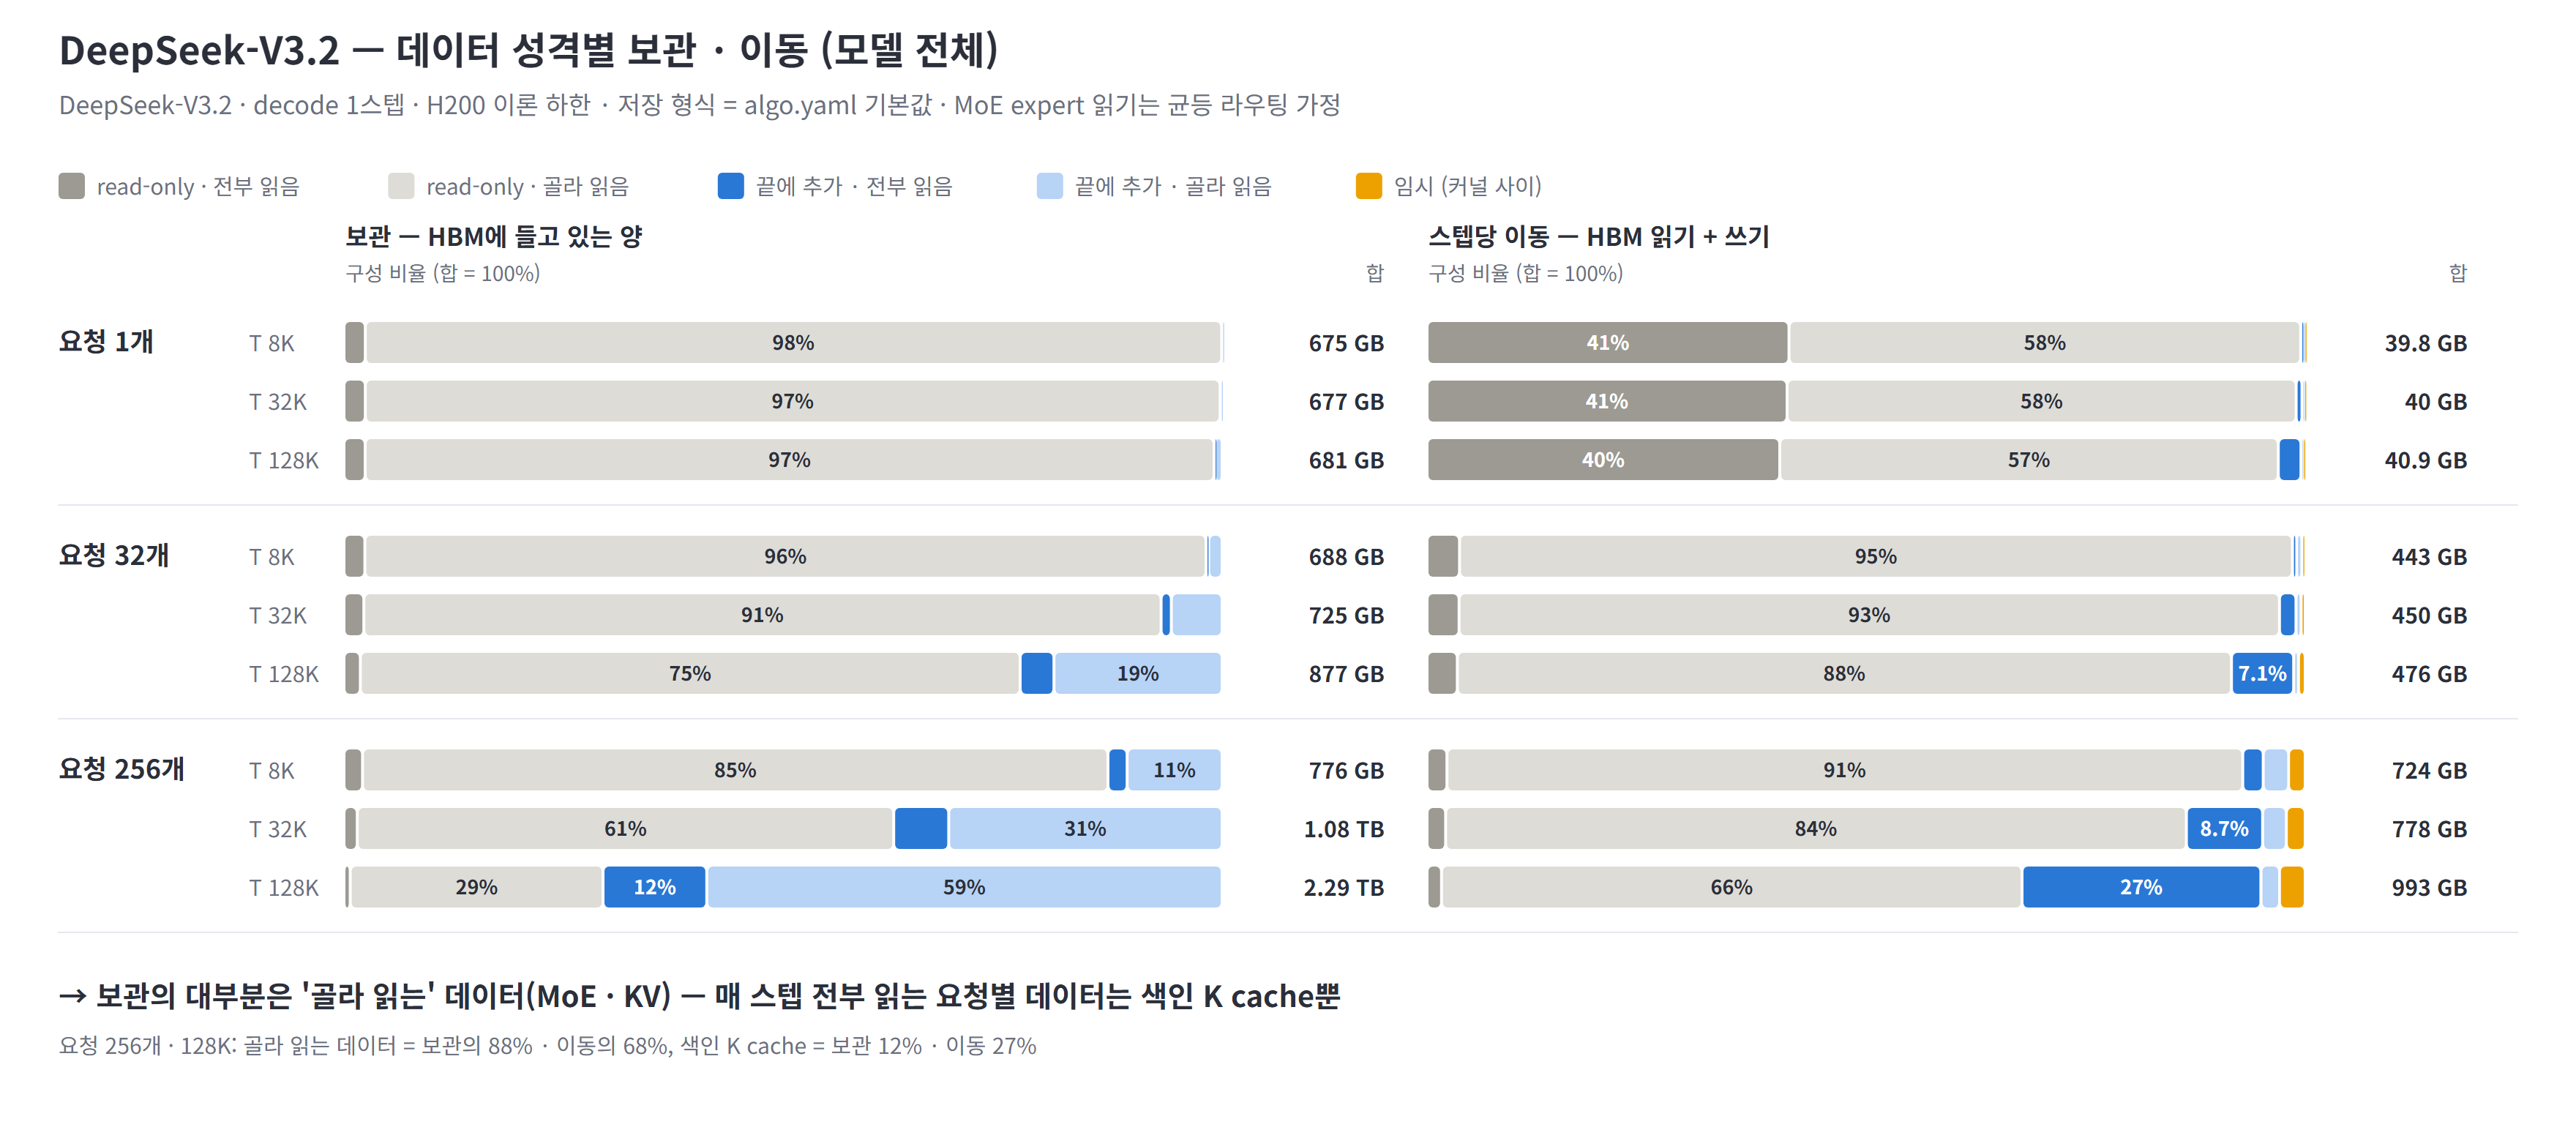 DeepSeek-V3.2 — 데이터 성격별 보관 · 이동 (모델 전체)
DeepSeek-V3.2 · decode 1스텝 · H200 이론 하한 · 저장 형식 = algo.yaml 기본값 · MoE expert 읽기는 균등 라우팅 가정
read-only · 전부 읽음 read-only · 골라 읽음 끝에 추가 · 전부 읽음 끝에 추가 · 골라 읽음 임시 (커널 사이)
보관 — HBM에 들고 있는 양 스텝당 이동 — HBM 읽기 + 쓰기
구성 비율 (합 = 100%) 합 구성 비율 (합 = 100%) 합
요청 1개 T 8K 98% 675 GB 41% 58% 39.8 GB
T 32K 97% 677 GB 41% 58% 40 GB
T 128K 97% 681 GB 40% 57% 40.9 GB
요청 32개 T 8K 96% 688 GB 95% 443 GB
T 32K 91% 725 GB 93% 450 GB
T 128K 75% 19% 877 GB 88% 7.1% 476 GB
요청 256개 T 8K 85% 11% 776 GB 91% 724 GB
T 32K 61% 31% 1.08 TB 84% 8.7% 778 GB
T 128K 29% 12% 59% 2.29 TB 66% 27% 993 GB
→ 보관의 대부분은 '골라 읽는' 데이터(MoE · KV) — 매 스텝 전부 읽는 요청별 데이터는 색인 K cache뿐
요청 256개 · 128K: 골라 읽는 데이터 = 보관의 88% · 이동의 68%, 색인 K cache = 보관 12% · 이동 27%